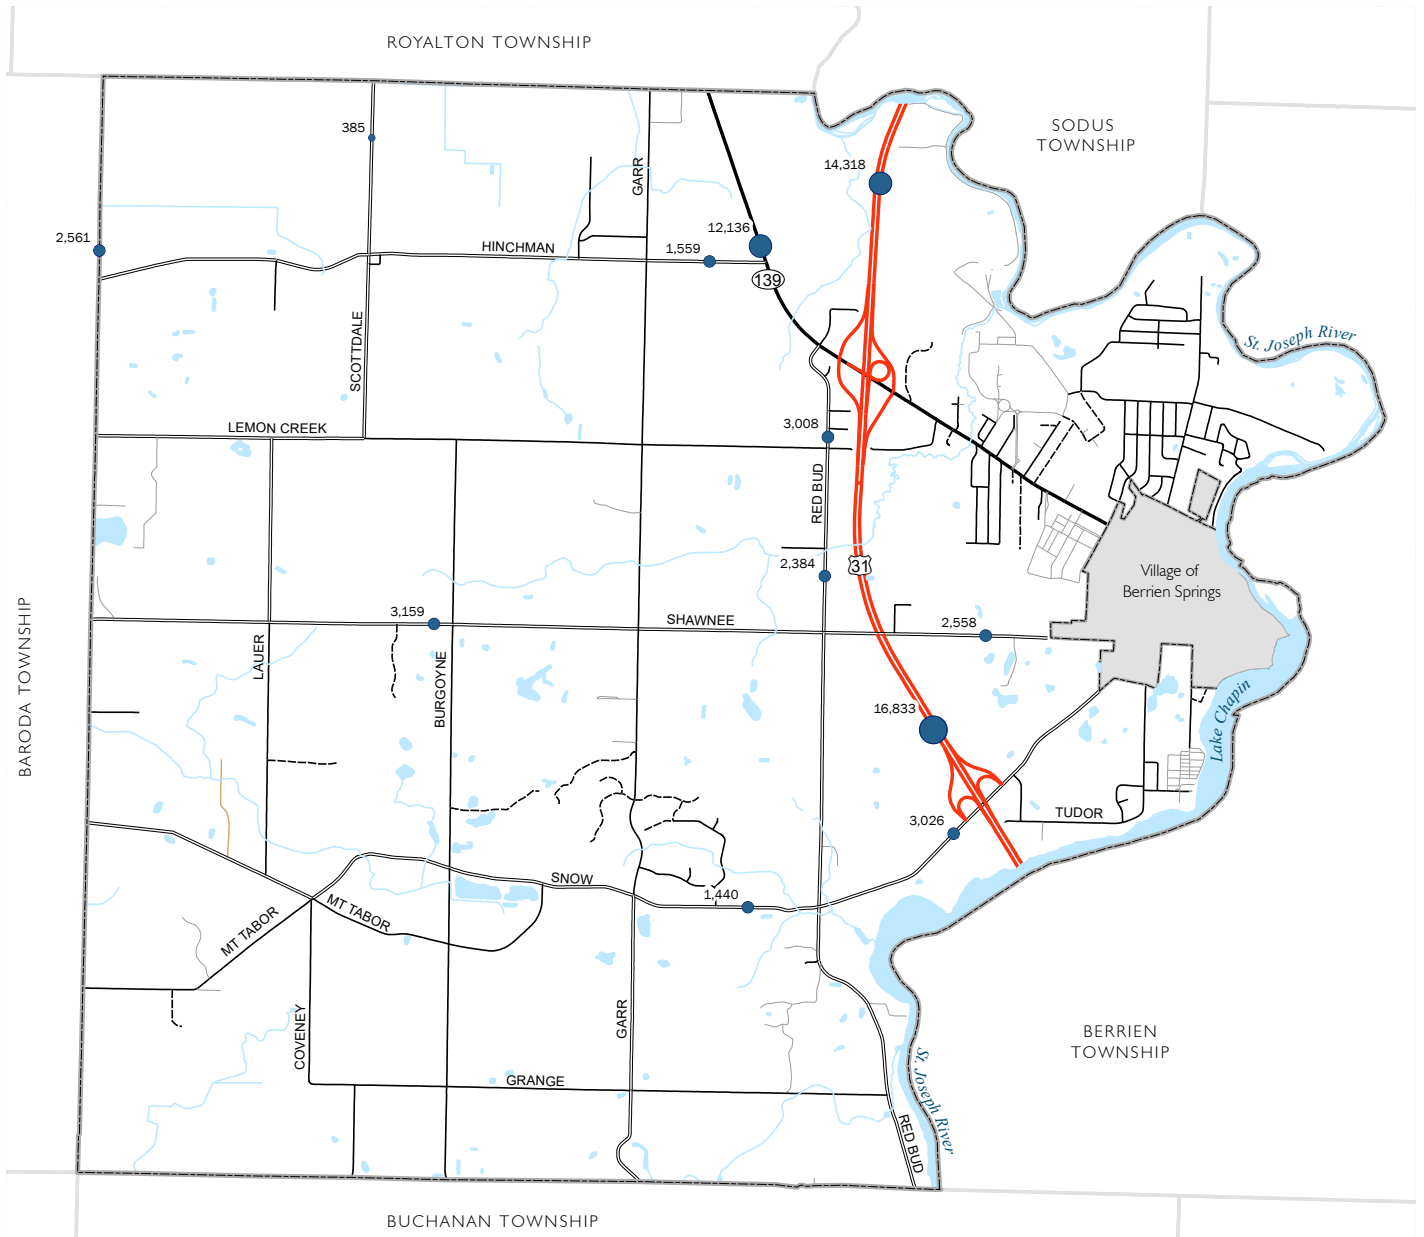 ROYALTON TOWNSHIP
SODUS
TOWNSHIP
385
GARR
14,318
2,561
12,136
HINCHMAN
1,559
139
SCOTTDALE
St. Joseph River
LEMON CREEK
3,008
RED BUD
2,384
31
Village of
Berrien Springs
3,159
SHAWNEE
2,558
BARODA TOWNSHIP
LAUER
BURGOYNE
16,833
Lake Chapin
3,026
TUDOR
SNOW
1,440
MT TABOR
MT TABOR
COVENEY
GARR
BERRIEN
TOWNSHIP
GRANGE
St. Joseph River
RED BUD
BUCHANAN TOWNSHIP